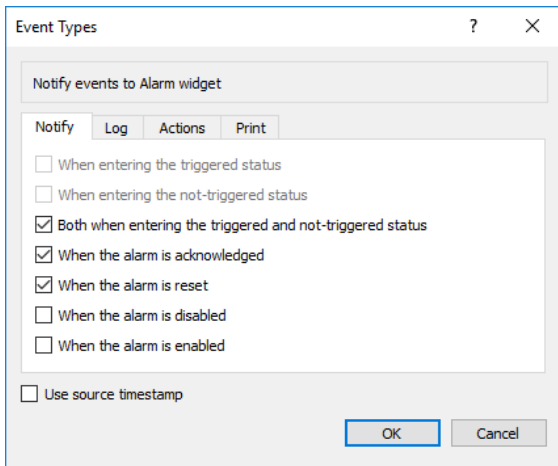 Event Types ?
Notify events to Alarm widget
Notify Log Actions Print
When entering the triggered status
When entering the not-triggered status
Both when entering the triggered and not-triggered status
When the alarm is acknowledged
When the alarm is reset
When the alarm is disabled
When the alarm is enabled
Use source timestamp
OK Cancel